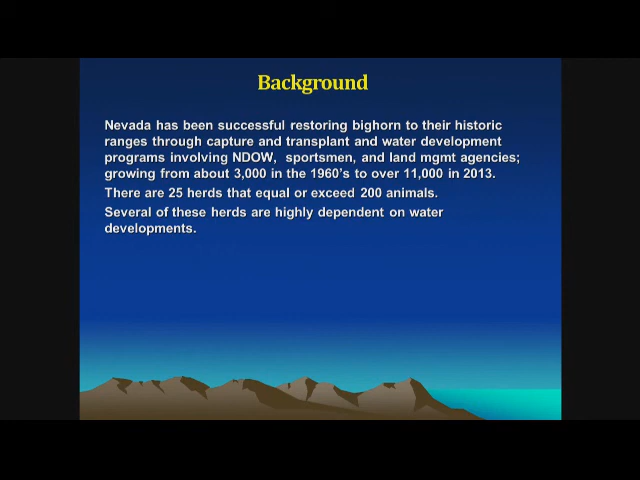 Background
Nevada has been successful restoring bighorn to their historic
ranges through capture and transplant and water development
programs involving NDOW, sportsmen, and land mgmt agencies;
growing from about 3,000 in the 1960's to over 11,000 in 2013.
There are 25 herds that equal or exceed 200 animals.
Several of these herds are highly dependent on water
developments.